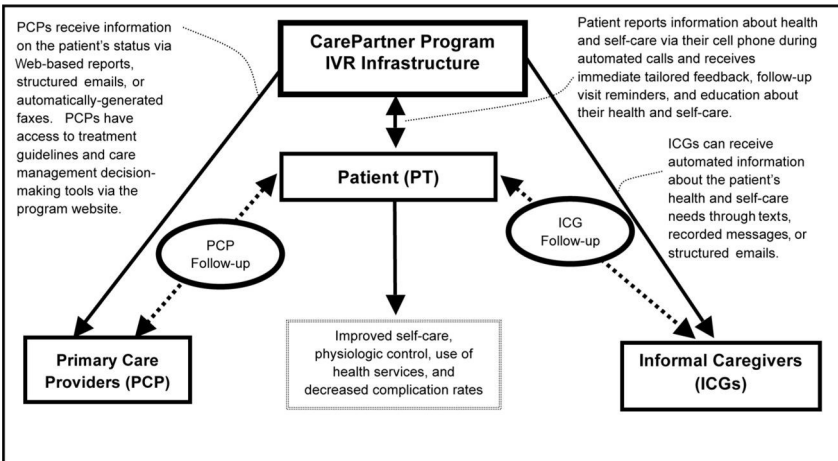 PCPs receive information
on the patient's status via
Web-based reports,
structured emails, or
automatically-generated
faxes. PCPs have
access to treatment
guidelines and care
management decision-
making tools via the
program website.
CarePartner Program
IVR Infrastructure
Patient reports information about health
and self-care via their cell phone during
automated calls and receives
immediate tailored feedback, follow-up
visit reminders, and education about
their health and self-care.
Patient (PT)
ICGs can receive
automated information
about the patient's
health and self-care
needs through texts,
recorded messages, or
structured emails.
PCP
Follow-up
ICG
Follow-up
Primary Care
Providers (PCP)
Improved self-care,
physiologic control, use of
health services, and
decreased complication rates
Informal Caregivers
(ICGs)